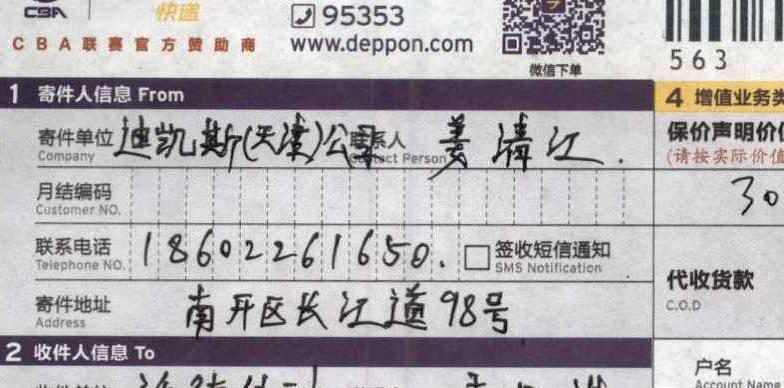 CBA 快递 95353
CBA联赛官方赞助商 www.deppon.com
微信下单 563
1 寄件人信息 From 4 增值业务类
寄件单位 迪凯斯(天津)公司 联系人 姜清江. 保价声明价值
Company Contact Person (请按实际价值
月结编码 30
Customer NO.
联系电话 18602261650. 签收短信通知
Telephone NO. SMS Notification 代收货款
寄件地址 南开区长江道98号 C.O.D
Address
2 收件人信息 To 户名
Account Name